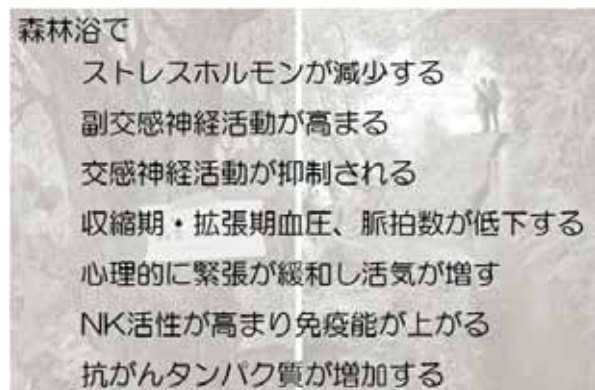 森林浴で
ストレスホルモンが減少する
副交感神経活動が高まる
交感神経活動が抑制される
収縮期・拡張期血圧、脈拍数が低下する
心理的に緊張が緩和し活気が増す
NK活性が高まり免疫能が上がる
抗がんタンパク質が増加する